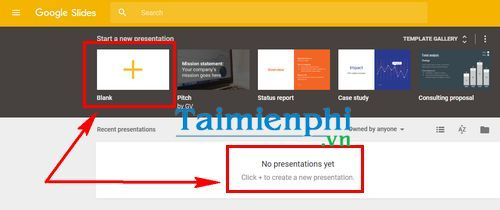 Google Slides
Search
Start a new presentation
TEMPLATE GALLERY
Mission statement:
Your company's
mission goes here
Overview
Impact
Blank
Pitch
by GV
Status report
Case study
Consulting proposal
Recent presentations
Owned by anyone
Taimienphi
.vn
No presentations yet
Click + to create a new presentation.